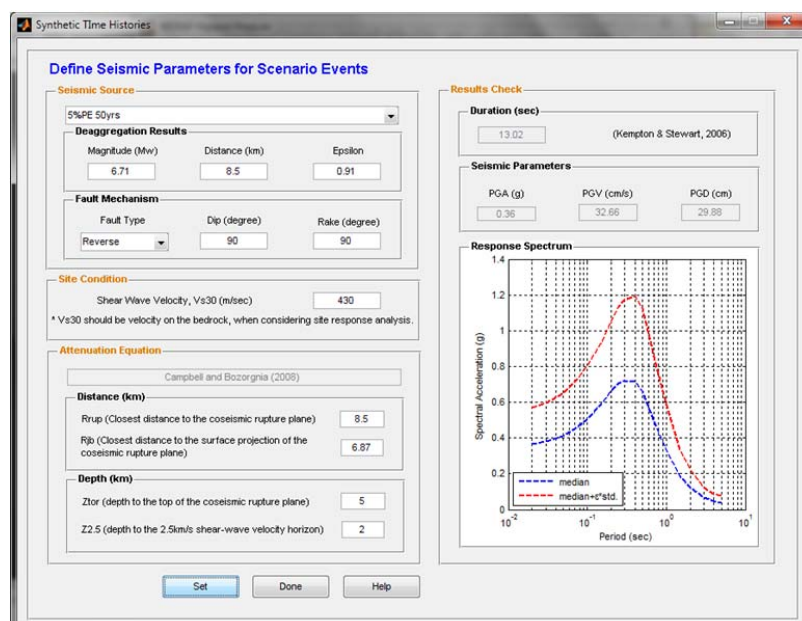 Synthetic TIme Histories
Define Seismic Parameters for Scenario Events
Seismic Source
5%PE 50yrs
Deaggregation Results
Magnitude (Mw) Distance (km) Epsilon
6.71 8.5 0.91
Fault Mechanism
Fault Type Dip (degree) Rake (degree)
Reverse 90 90
Site Condition
Shear Wave Velocity, Vs30 (m/sec) 430
* Vs30 should be velocity on the bedrock, when considering site response analysis.
Attenuation Equation
Campbell and Bozorgnia (2008)
Distance (km)
Rrup (Closest distance to the coseismic rupture plane) 8.5
Rjb (Closest distance to the surface projection of the
coseismic rupture plane) 6.87
Depth (km)
Ztor (depth to the top of the coseismic rupture plane) 5
Z2.5 (depth to the 2.5km/s shear-wave velocity horizon) 2
Set Done Help
Results Check
Duration (sec)
13.02 (Kempton & Stewart, 2006)
Seismic Parameters
PGA (g) PGV (cm/s) PGD (cm)
0.36 32.66 29.88
Response Spectrum
1.4
1.2
1
0.8
0.6
0.4
0.2
0
Spectral Acceleration (g)
median
median+ε*std.
10-2 10-1 100 101
Period (sec)